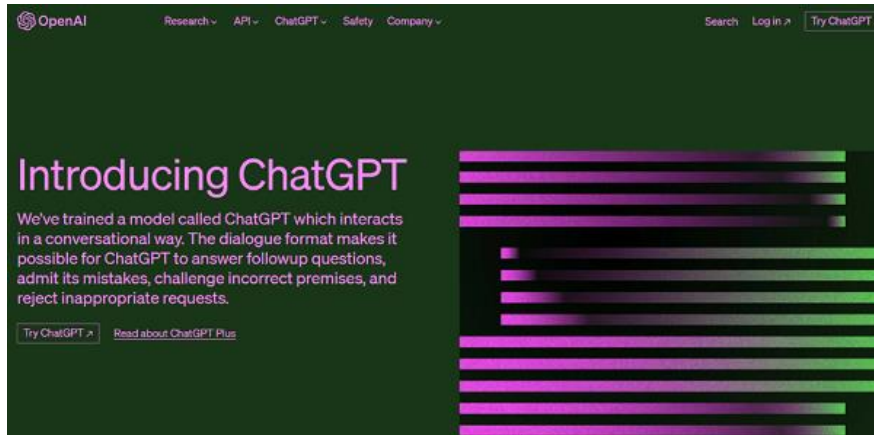 OpenAI
Research API ChatGPT Safety Company
Search Log in ↗ Try ChatGPT
Introducing ChatGPT
We've trained a model called ChatGPT which interacts
in a conversational way. The dialogue format makes it
possible for ChatGPT to answer followup questions,
admit its mistakes, challenge incorrect premises, and
reject inappropriate requests.
Try ChatGPT ↗ Read about ChatGPT Plus